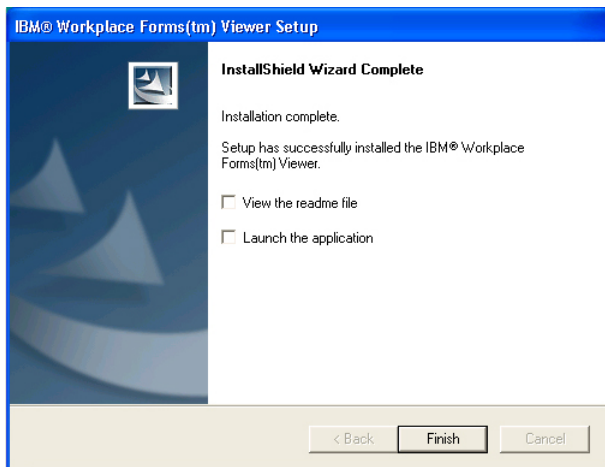 IBM® Workplace Forms(tm) Viewer Setup
InstallShield Wizard Complete
Installation complete.
Setup has successfully installed the IBM® Workplace
Forms(tm) Viewer.
View the readme file
Launch the application
< Back Finish Cancel